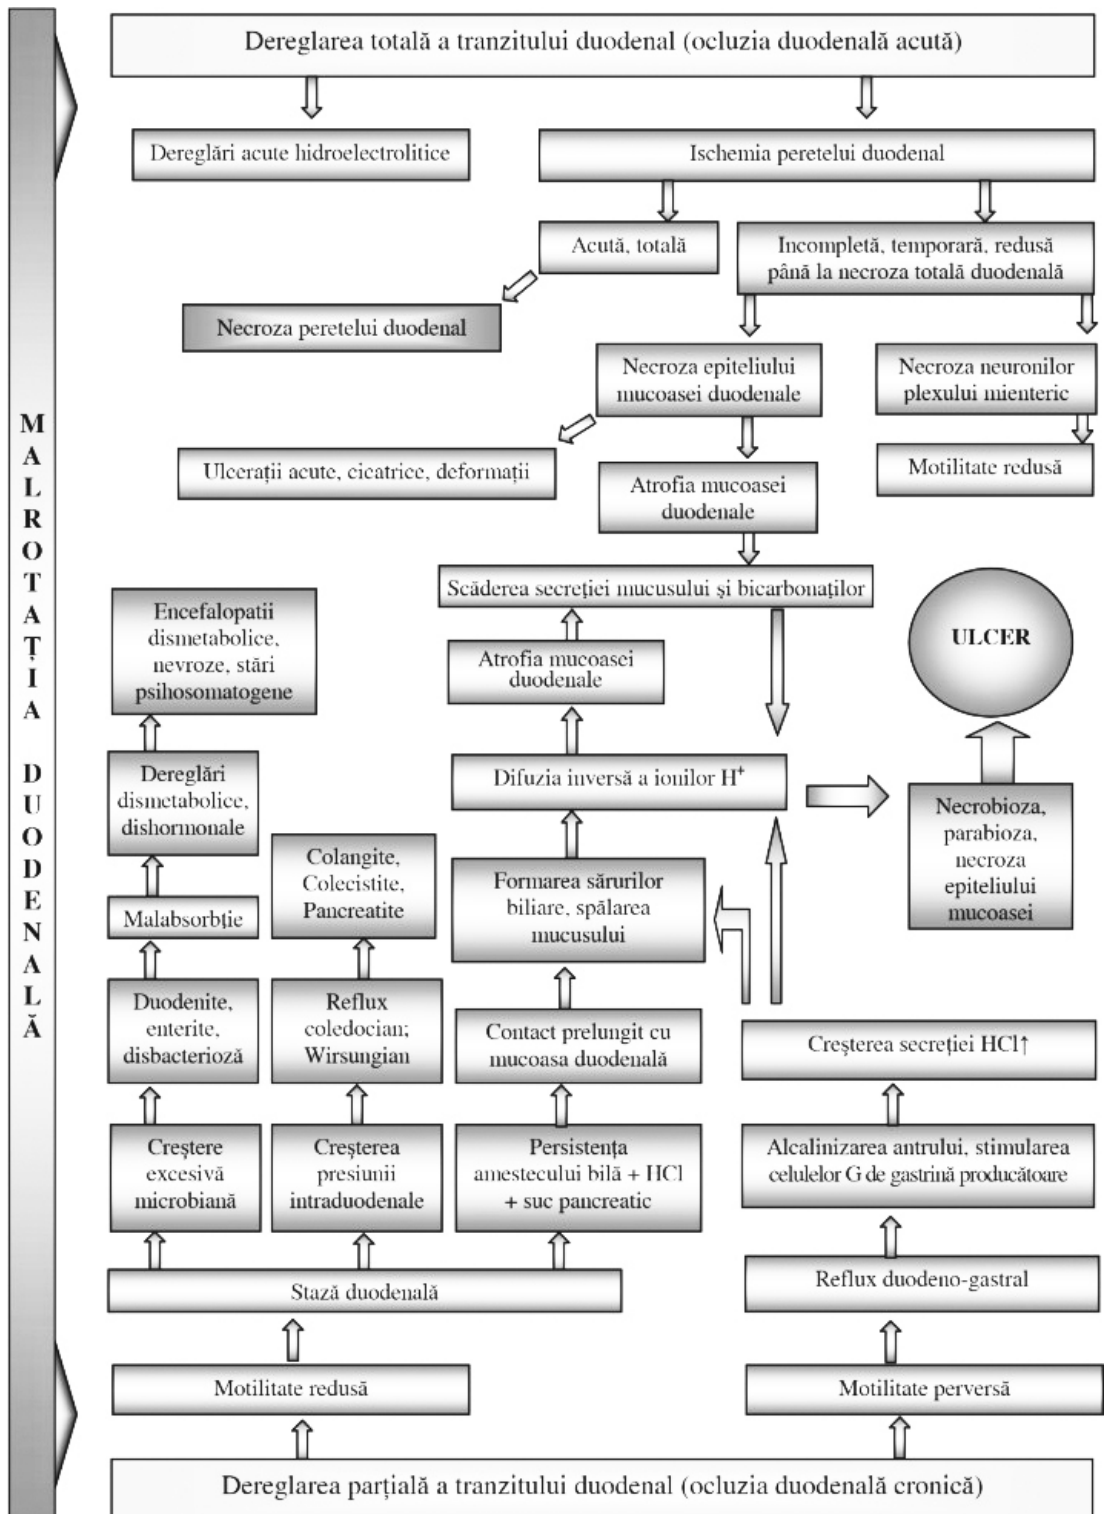 MALROTAȚIA DUODENALĂ
Dereglarea totală a tranzitului duodenal (ocluzia duodenală acută)
Dereglări acute hidroelectrolitice
Ischemia peretelui duodenal
Acută, totală
Incompletă, temporară, redusă
până la necroza totală duodenală
Necroza peretelui duodenal
Necroza epiteliului
mucoasei duodenale
Necroza neuronilor
plexului mienteric
Ulcerații acute, cicatrice, deformații
Atrofia mucoasei
duodenale
Motilitate redusă
Scăderea secreției mucusului și bicarbonaților
Encefalopatii
dismetabolice,
nevroze, stări
psihosomatogene
Atrofia mucoasei
duodenale
ULCER
Dereglări
dismetabolice,
dishormonale
Difuzia inversă a ionilor H⁺
Necrobioza,
parabioza,
necroza
epiteliului
mucoasei
Colangite,
Colecistite,
Pancreatite
Formarea sărurilor
biliare, spălarea
mucusului
Malabsorbție
Duodenite,
enterite,
disbacterioză
Reflux
coledocian;
Wirsungian
Contact prelungit cu
mucoasa duodenală
Creșterea secreției HCl↑
Creștere
excesivă
microbiană
Creșterea
presiunii
intraduodenale
Persistența
amestecului bilă + HCl
+ suc pancreatic
Alcalinizarea antrului, stimularea
celulelor G de gastrină producătoare
Stază duodenală
Reflux duodeno-gastral
Motilitate redusă
Motilitate perversă
Dereglarea parțială a tranzitului duodenal (ocluzia duodenală cronică)